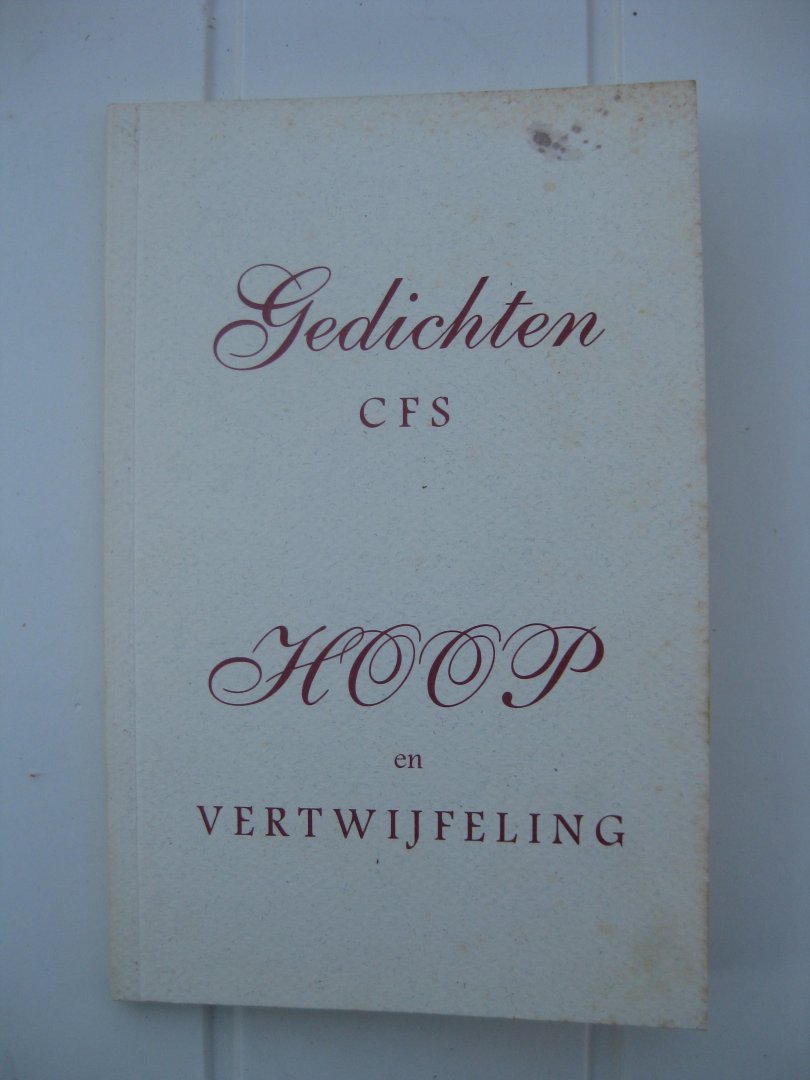 Gedichten
CFS
HOOP
en
VERTWIJFELING